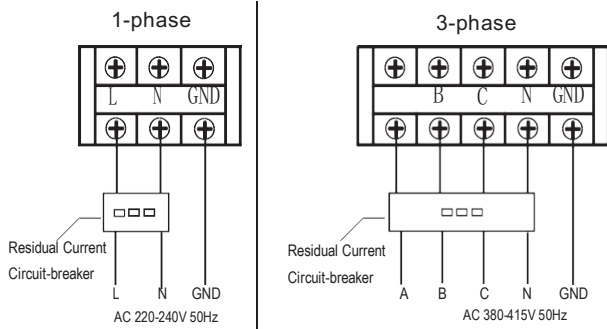 1-phase
L N GND
Residual Current
Circuit-breaker
L N GND
AC 220-240V 50Hz
3-phase
B C N GND
Residual Current
Circuit-breaker
A B C N GND
AC 380-415V 50Hz